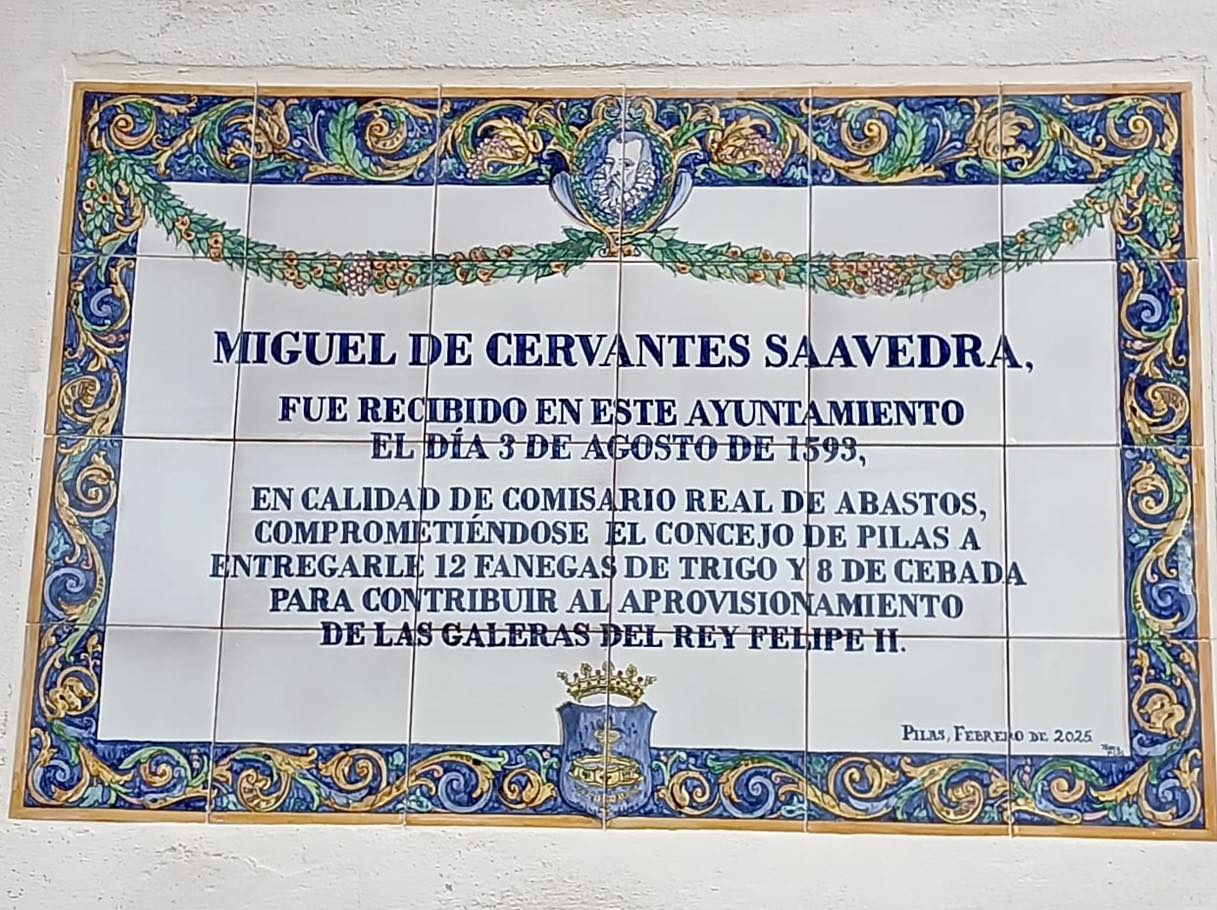 MIGUEL DE CERVANTES SAAVEDRA,
FUE RECIBIDO EN ESTE AYUNTAMIENTO
EL DÍA 3 DE AGOSTO DE 1593,
EN CALIDAD DE COMISARIO REAL DE ABASTOS,
COMPROMETIÉNDOSE EL CONCEJO DE PILAS A
ENTREGARLE 12 FANEGAS DE TRIGO Y 8 DE CEBADA
PARA CONTRIBUIR AL APROVISIONAMIENTO
DE LAS GALERAS DEL REY FELIPE II.
PILAS, FEBRERO DE 2025